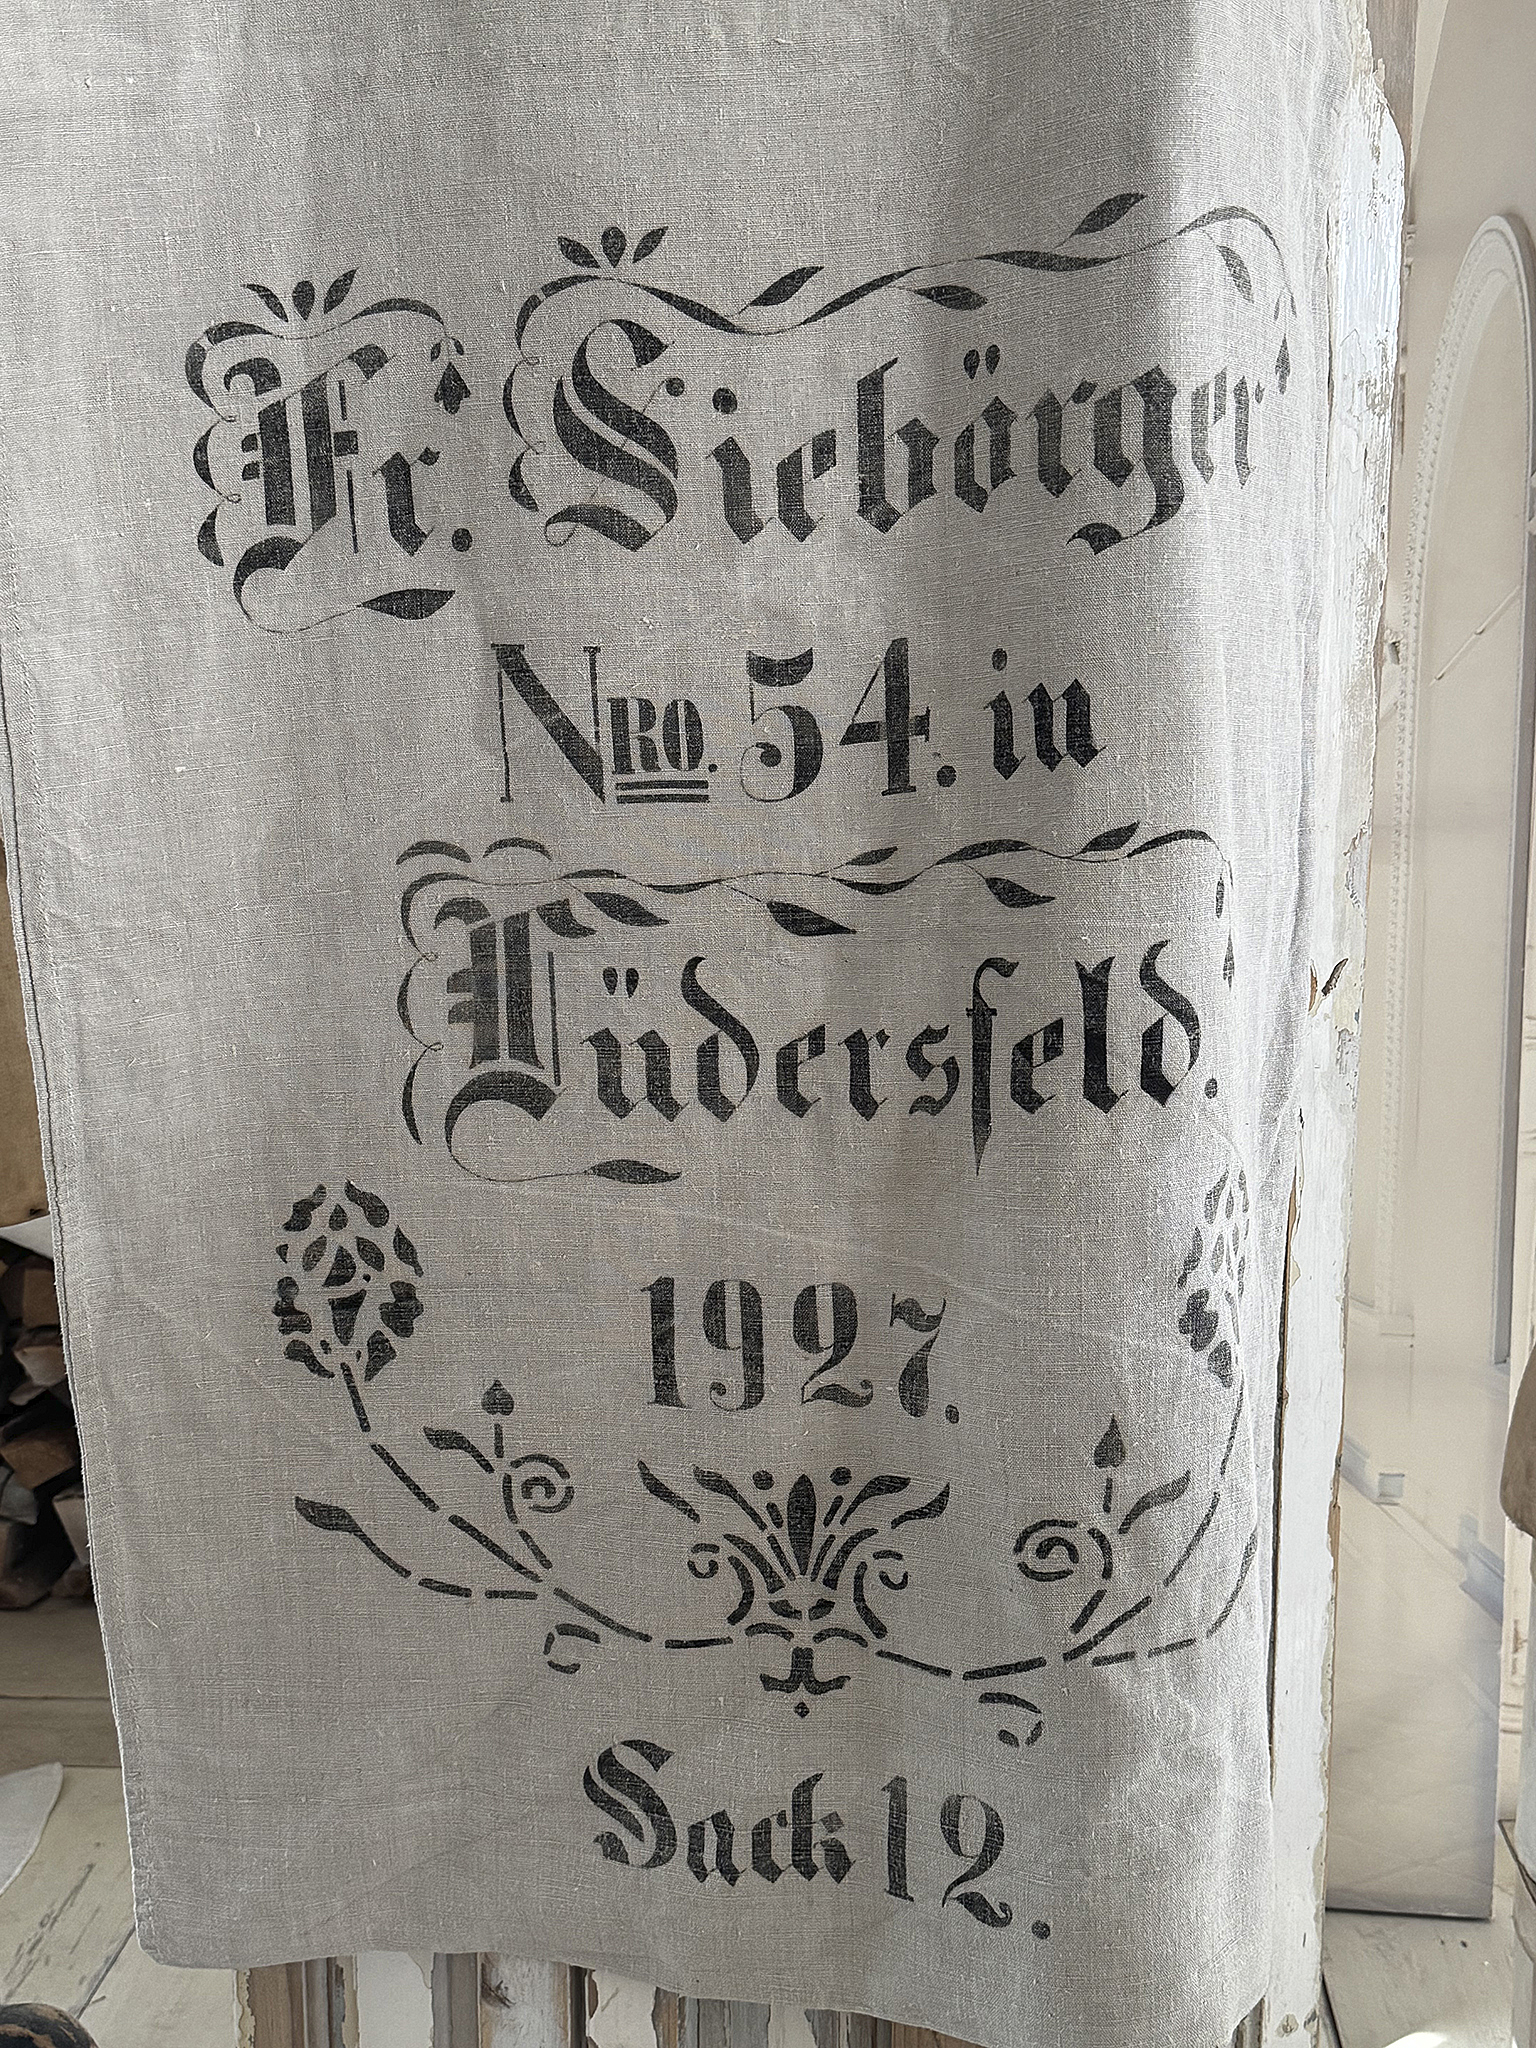 Fr. Siebörger
Nro. 54. in
Lüdersfeld.
1927.
Sack 12.